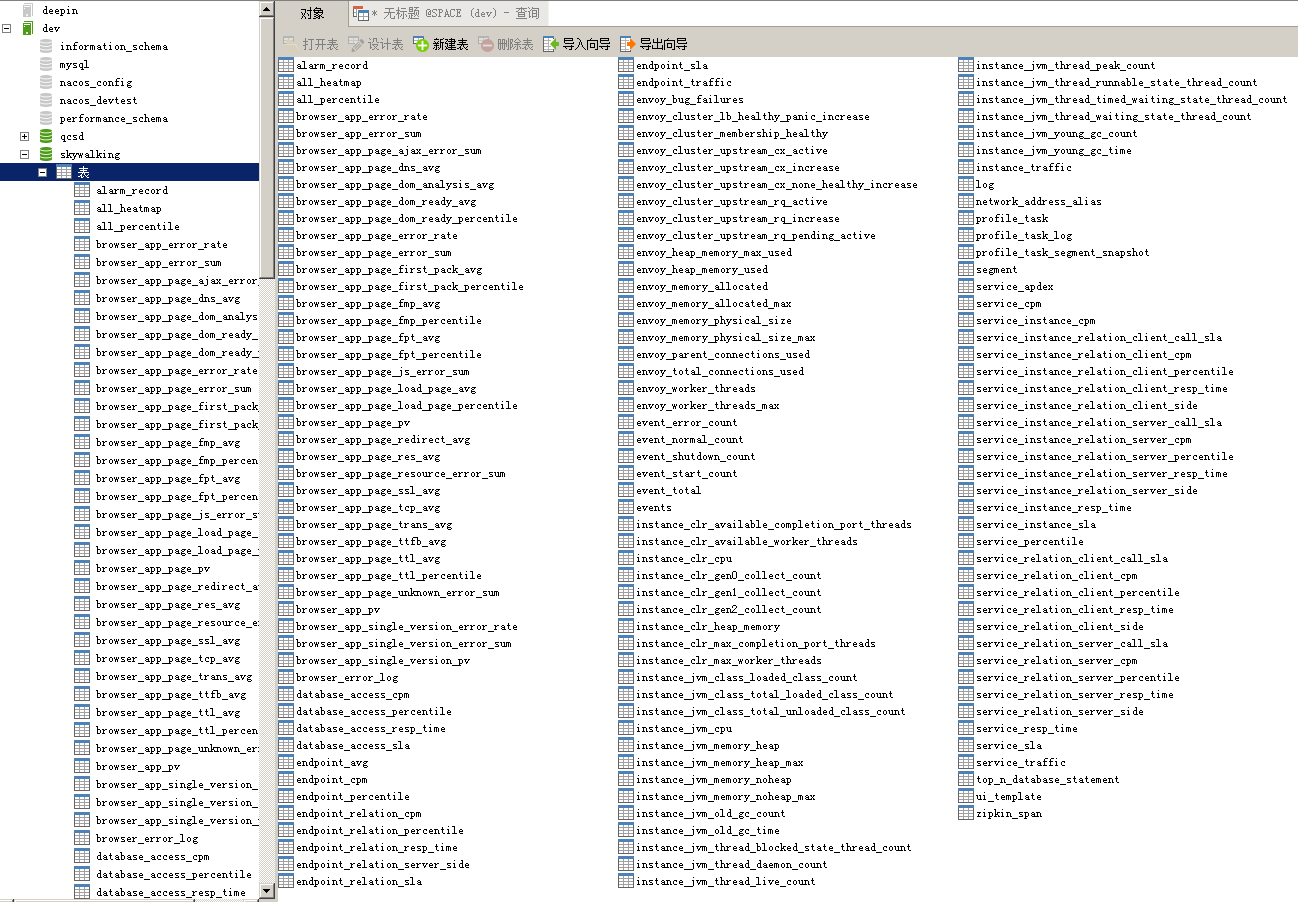 deepin
dev
information_schema
mysql
nacos_config
nacos_devtest
performance_schema
qcsd
skywalking
表
alarm_record
all_heatmap
all_percentile
browser_app_error_rate
browser_app_error_sum
browser_app_page_ajax_error_
browser_app_page_dns_avg
browser_app_page_dom_analys
browser_app_page_dom_ready_
browser_app_page_dom_ready_
browser_app_page_error_rate
browser_app_page_error_sum
browser_app_page_first_pack_
browser_app_page_first_pack_
browser_app_page_fmp_avg
browser_app_page_fmp_percen
browser_app_page_fpt_avg
browser_app_page_fpt_percen
browser_app_page_js_error_s
browser_app_page_load_page_
browser_app_page_load_page_
browser_app_page_pv
browser_app_page_redirect_a
browser_app_page_res_avg
browser_app_page_resource_e
browser_app_page_ssl_avg
browser_app_page_tcp_avg
browser_app_page_trans_avg
browser_app_page_ttfb_avg
browser_app_page_ttl_avg
browser_app_page_ttl_percen
browser_app_page_unknown_er
browser_app_pv
browser_app_single_version_
browser_app_single_version_
browser_app_single_version_
browser_error_log
database_access_cpm
database_access_percentile
database_access_resp_time
对象
* 无标题 @SPACE (dev) - 查询
打开表 设计表 新建表 删除表 导入向导 导出向导
alarm_record
all_heatmap
all_percentile
browser_app_error_rate
browser_app_error_sum
browser_app_page_ajax_error_sum
browser_app_page_dns_avg
browser_app_page_dom_analysis_avg
browser_app_page_dom_ready_avg
browser_app_page_dom_ready_percentile
browser_app_page_error_rate
browser_app_page_error_sum
browser_app_page_first_pack_avg
browser_app_page_first_pack_percentile
browser_app_page_fmp_avg
browser_app_page_fmp_percentile
browser_app_page_fpt_avg
browser_app_page_fpt_percentile
browser_app_page_js_error_sum
browser_app_page_load_page_avg
browser_app_page_load_page_percentile
browser_app_page_pv
browser_app_page_redirect_avg
browser_app_page_res_avg
browser_app_page_resource_error_sum
browser_app_page_ssl_avg
browser_app_page_tcp_avg
browser_app_page_trans_avg
browser_app_page_ttfb_avg
browser_app_page_ttl_avg
browser_app_page_ttl_percentile
browser_app_page_unknown_error_sum
browser_app_pv
browser_app_single_version_error_rate
browser_app_single_version_error_sum
browser_app_single_version_pv
browser_error_log
database_access_cpm
database_access_percentile
database_access_resp_time
database_access_sla
endpoint_avg
endpoint_cpm
endpoint_percentile
endpoint_relation_cpm
endpoint_relation_percentile
endpoint_relation_resp_time
endpoint_relation_server_side
endpoint_relation_sla
endpoint_sla
endpoint_traffic
envoy_bug_failures
envoy_cluster_lb_healthy_panic_increase
envoy_cluster_membership_healthy
envoy_cluster_upstream_cx_active
envoy_cluster_upstream_cx_increase
envoy_cluster_upstream_cx_none_healthy_increase
envoy_cluster_upstream_rq_active
envoy_cluster_upstream_rq_increase
envoy_cluster_upstream_rq_pending_active
envoy_heap_memory_max_used
envoy_heap_memory_used
envoy_memory_allocated
envoy_memory_allocated_max
envoy_memory_physical_size
envoy_memory_physical_size_max
envoy_parent_connections_used
envoy_total_connections_used
envoy_worker_threads
envoy_worker_threads_max
event_error_count
event_normal_count
event_shutdown_count
event_start_count
event_total
events
instance_clr_available_completion_port_threads
instance_clr_available_worker_threads
instance_clr_cpu
instance_clr_gen0_collect_count
instance_clr_gen1_collect_count
instance_clr_gen2_collect_count
instance_clr_heap_memory
instance_clr_max_completion_port_threads
instance_clr_max_worker_threads
instance_jvm_class_loaded_class_count
instance_jvm_class_total_loaded_class_count
instance_jvm_class_total_unloaded_class_count
instance_jvm_cpu
instance_jvm_memory_heap
instance_jvm_memory_heap_max
instance_jvm_memory_noheap
instance_jvm_memory_noheap_max
instance_jvm_old_gc_count
instance_jvm_old_gc_time
instance_jvm_thread_blocked_state_thread_count
instance_jvm_thread_daemon_count
instance_jvm_thread_live_count
instance_jvm_thread_peak_count
instance_jvm_thread_runnable_state_thread_count
instance_jvm_thread_timed_waiting_state_thread_count
instance_jvm_thread_waiting_state_thread_count
instance_jvm_young_gc_count
instance_jvm_young_gc_time
instance_traffic
log
network_address_alias
profile_task
profile_task_log
profile_task_segment_snapshot
segment
service_apdex
service_cpm
service_instance_cpm
service_instance_relation_client_call_sla
service_instance_relation_client_cpm
service_instance_relation_client_percentile
service_instance_relation_client_resp_time
service_instance_relation_client_side
service_instance_relation_server_call_sla
service_instance_relation_server_cpm
service_instance_relation_server_percentile
service_instance_relation_server_resp_time
service_instance_relation_server_side
service_instance_resp_time
service_instance_sla
service_percentile
service_relation_client_call_sla
service_relation_client_cpm
service_relation_client_percentile
service_relation_client_resp_time
service_relation_client_side
service_relation_server_call_sla
service_relation_server_cpm
service_relation_server_percentile
service_relation_server_resp_time
service_relation_server_side
service_resp_time
service_sla
service_traffic
top_n_database_statement
ui_template
zipkin_span